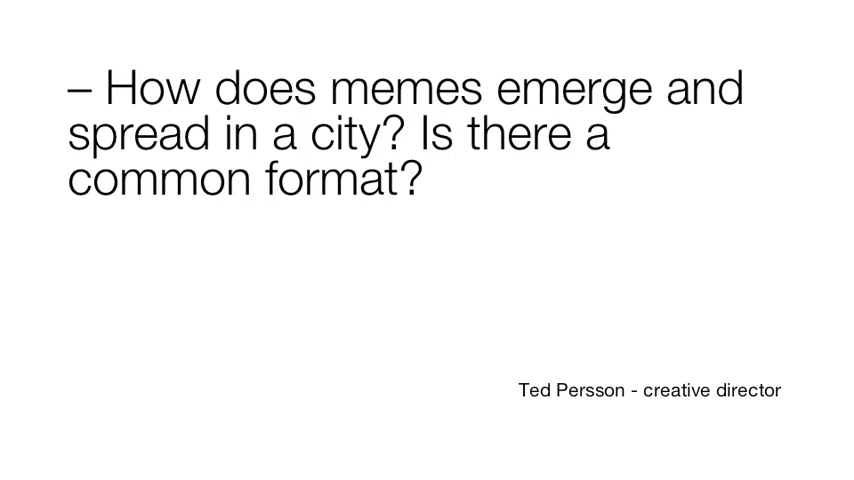 – How does memes emerge and
spread in a city? Is there a
common format?
Ted Persson - creative director